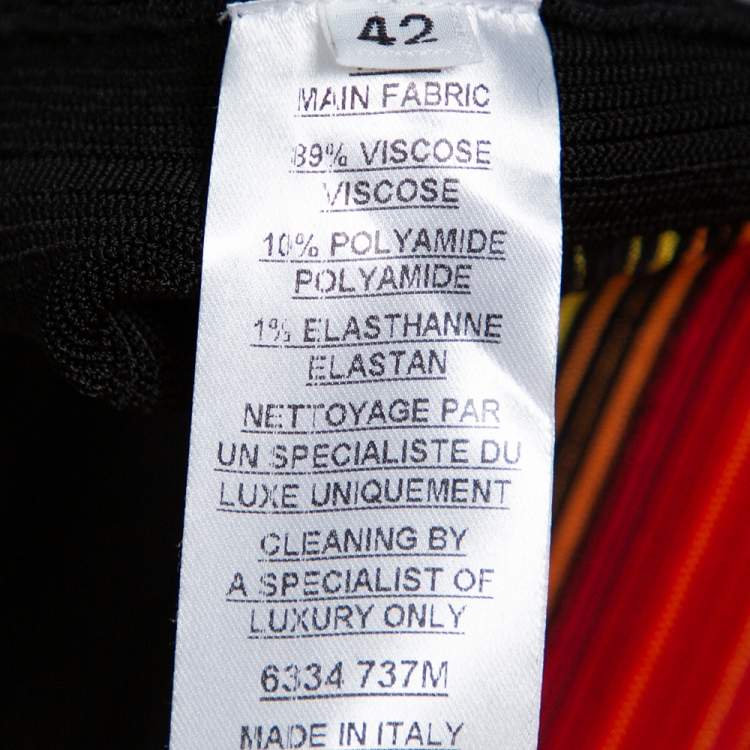 42
MAIN FABRIC
89% VISCOSE
VISCOSE
10% POLYAMIDE
POLYAMIDE
1% ELASTHANNE
ELASTAN
NETTOYAGE PAR
UN SPECIALISTE DU
LUXE UNIQUEMENT
CLEANING BY
A SPECIALIST OF
LUXURY ONLY
6334 737M
MADE IN ITALY